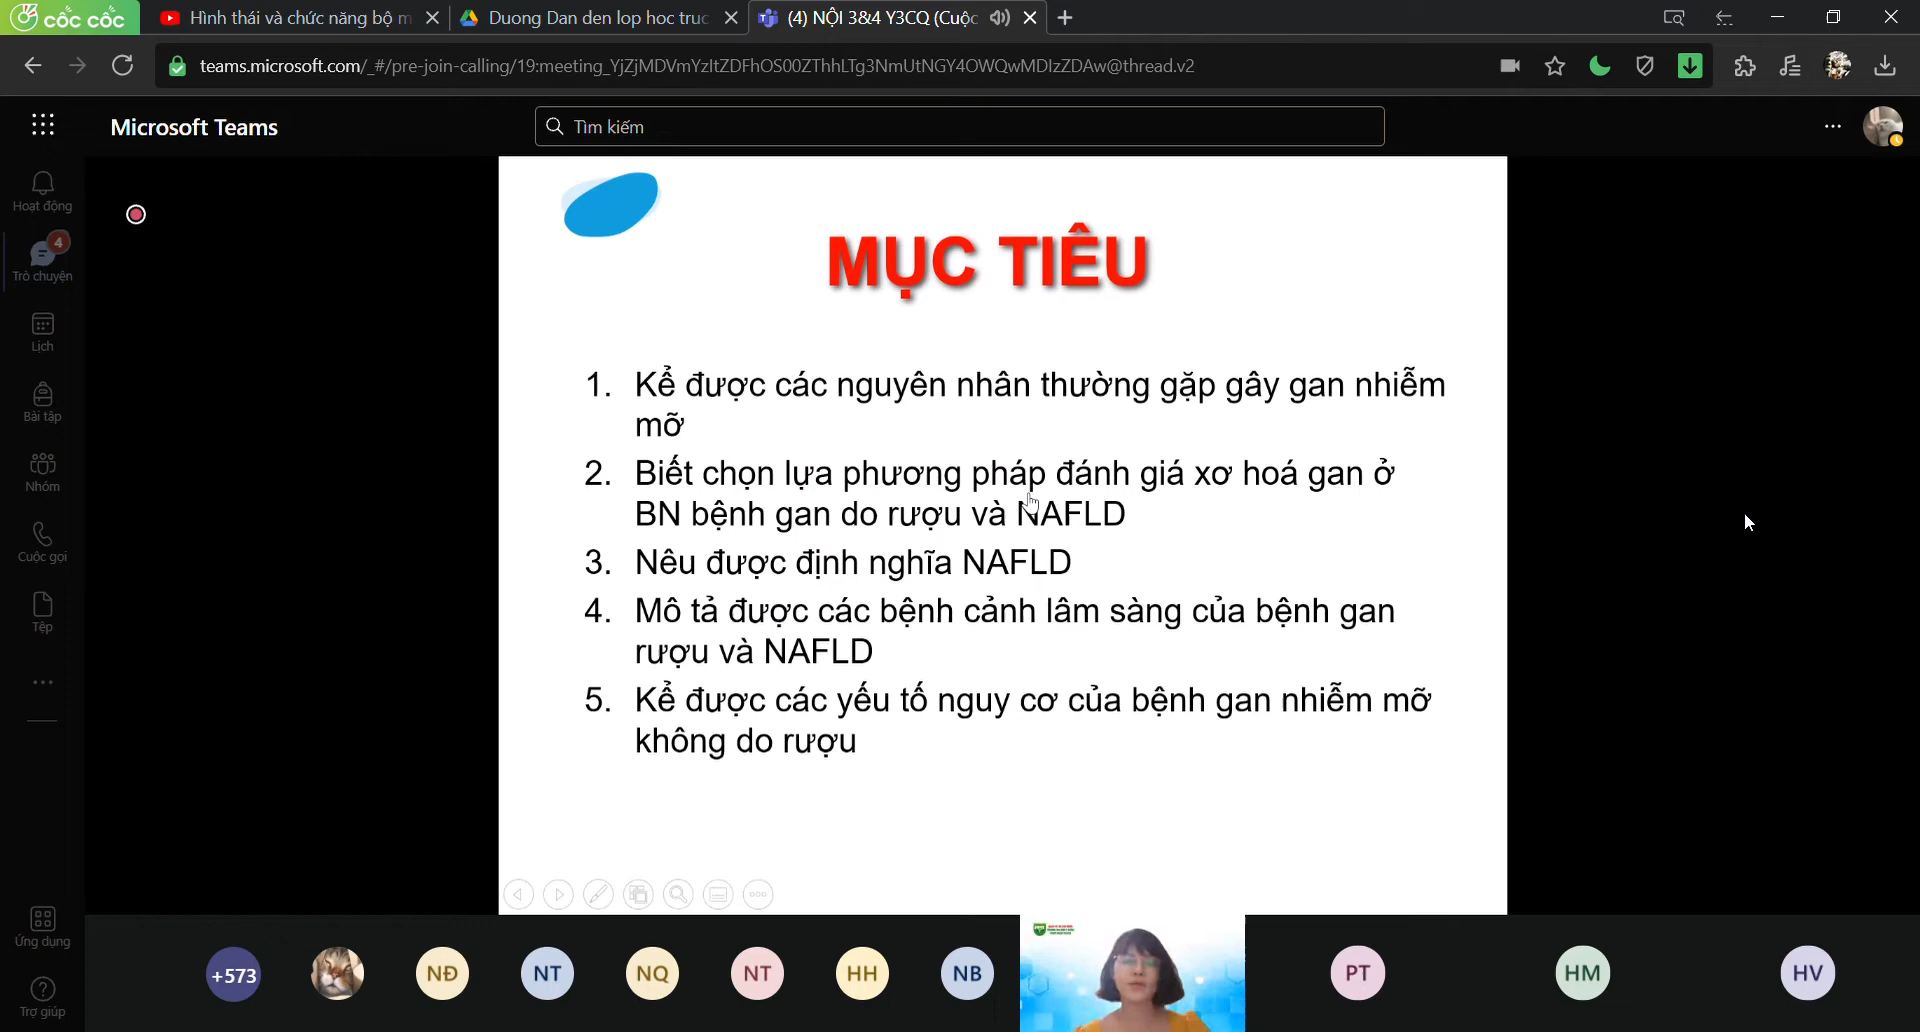 cốc cốc
Hình thái và chức năng bộ m
Duong Dan den lop hoc truc
(4) NỘI 3&4 Y3CQ (Cuộc
teams.microsoft.com/_#/pre-join-calling/19:meeting_YjZjMDVmYzItZDFhOS00ZThhLTg3NmUtNGY4OWQwMDIzZDAw@thread.v2
Microsoft Teams
Tìm kiếm
Hoạt động
4
Trò chuyện
Lịch
Bài tập
Nhóm
Cuộc gọi
Tệp
Ứng dụng
Trợ giúp
MỤC TIÊU
1. Kể được các nguyên nhân thường gặp gây gan nhiễm
mỡ
2. Biết chọn lựa phương pháp đánh giá xơ hoá gan ở
BN bệnh gan do rượu và NAFLD
3. Nêu được định nghĩa NAFLD
4. Mô tả được các bệnh cảnh lâm sàng của bệnh gan
rượu và NAFLD
5. Kể được các yếu tố nguy cơ của bệnh gan nhiễm mỡ
không do rượu
+573
NĐ
NT
NQ
NT
HH
NB
PT
HM
HV